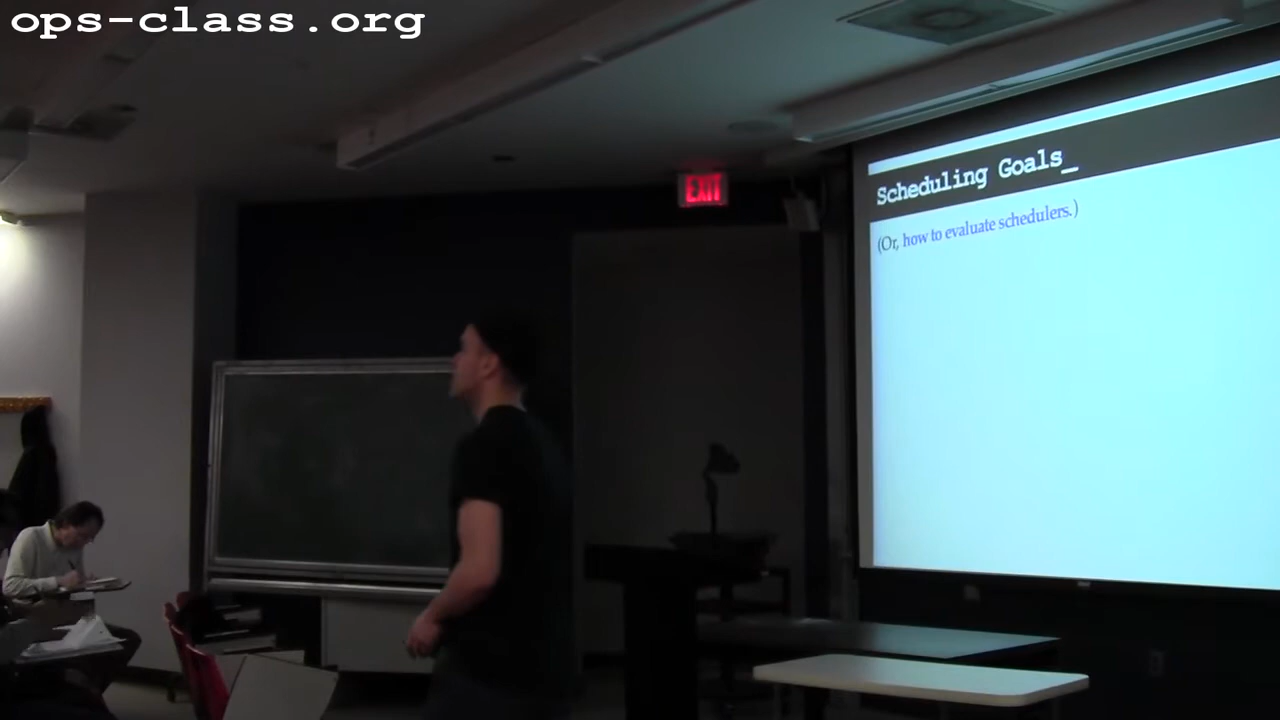 ops-class.org
EXIT
Scheduling Goals_
(Or, how to evaluate schedulers.)